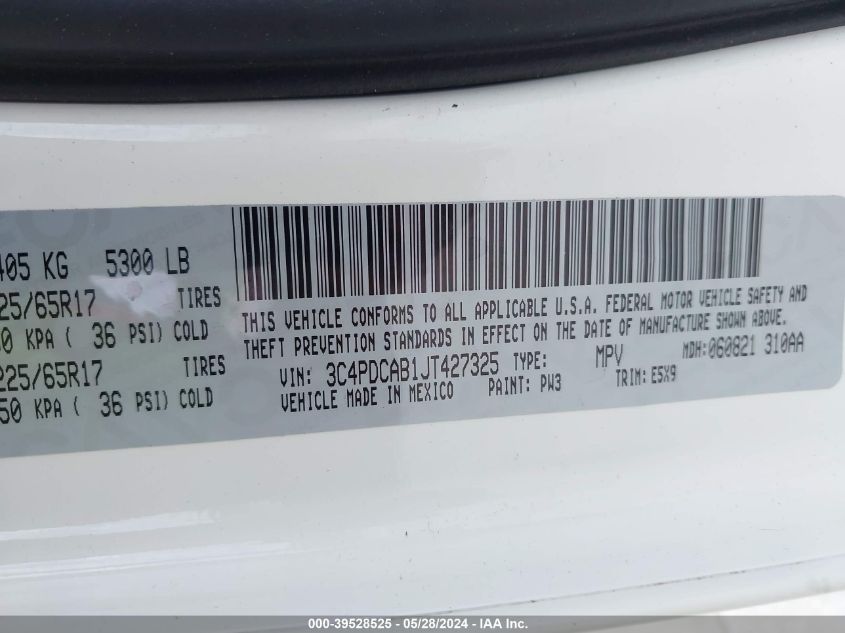 405 KG 5300 LB
25/65R17 TIRES
50 KPA ( 36 PSI) COLD
225/65R17 TIRES
50 KPA ( 36 PSI) COLD
THIS VEHICLE CONFORMS TO ALL APPLICABLE U.S.A. FEDERAL MOTOR VEHICLE SAFETY AND
THEFT PREVENTION STANDARDS IN EFFECT ON THE DATE OF MANUFACTURE SHOWN ABOVE.
VIN: 3C4PDCAB1JT427325 TYPE: MPV MDH:060821 310AA
VEHICLE MADE IN MEXICO PAINT: PW3 TRIM: E5X9
000-39528525 - 05/28/2024 - IAA Inc.